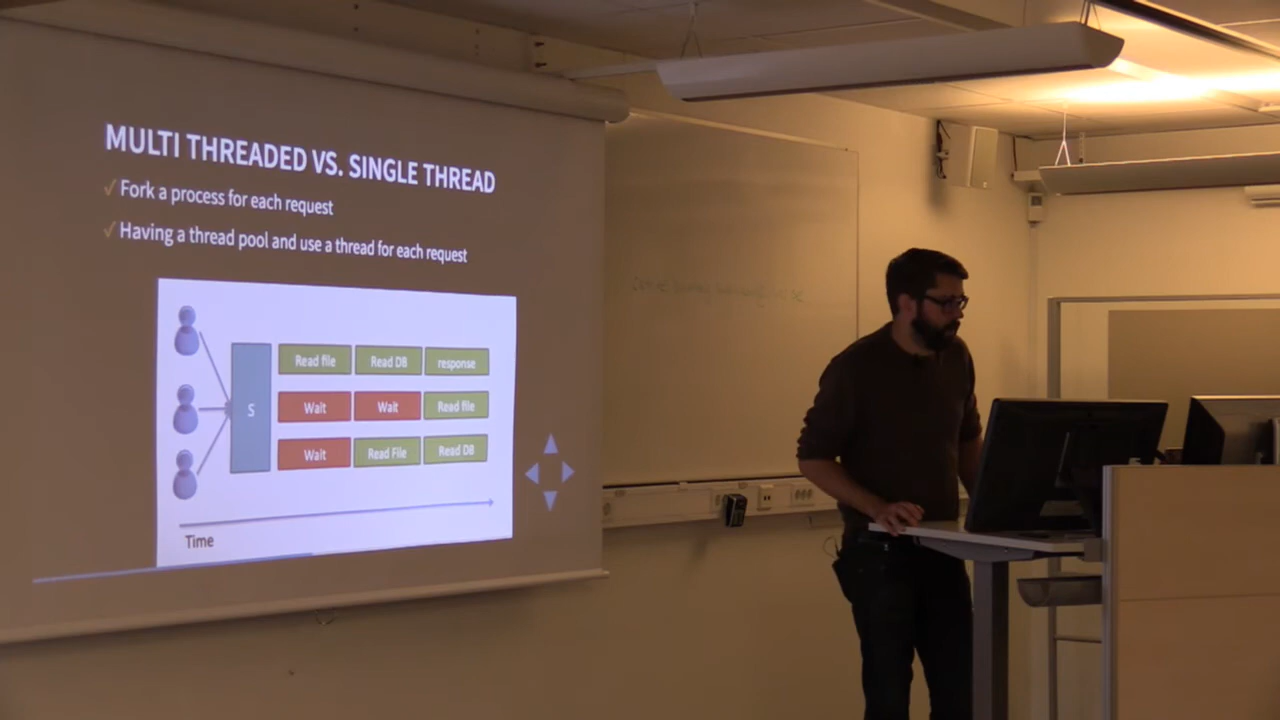 MULTI THREADED VS. SINGLE THREAD
✓ Fork a process for each request
✓ Having a thread pool and use a thread for each request
S
Read file Read DB response
Wait Wait Read file
Wait Read File Read DB
Time